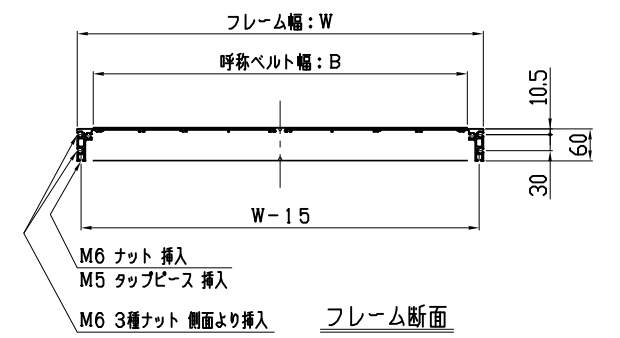 フレーム幅：W
呼称ベルト幅：B
10.5
60
30
W-15
M6 ナット 挿入
M5 タップピース 挿入
M6 3種ナット 側面より挿入
フレーム断面